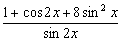 1 + cos 2x + 8 sin² x
sin 2x